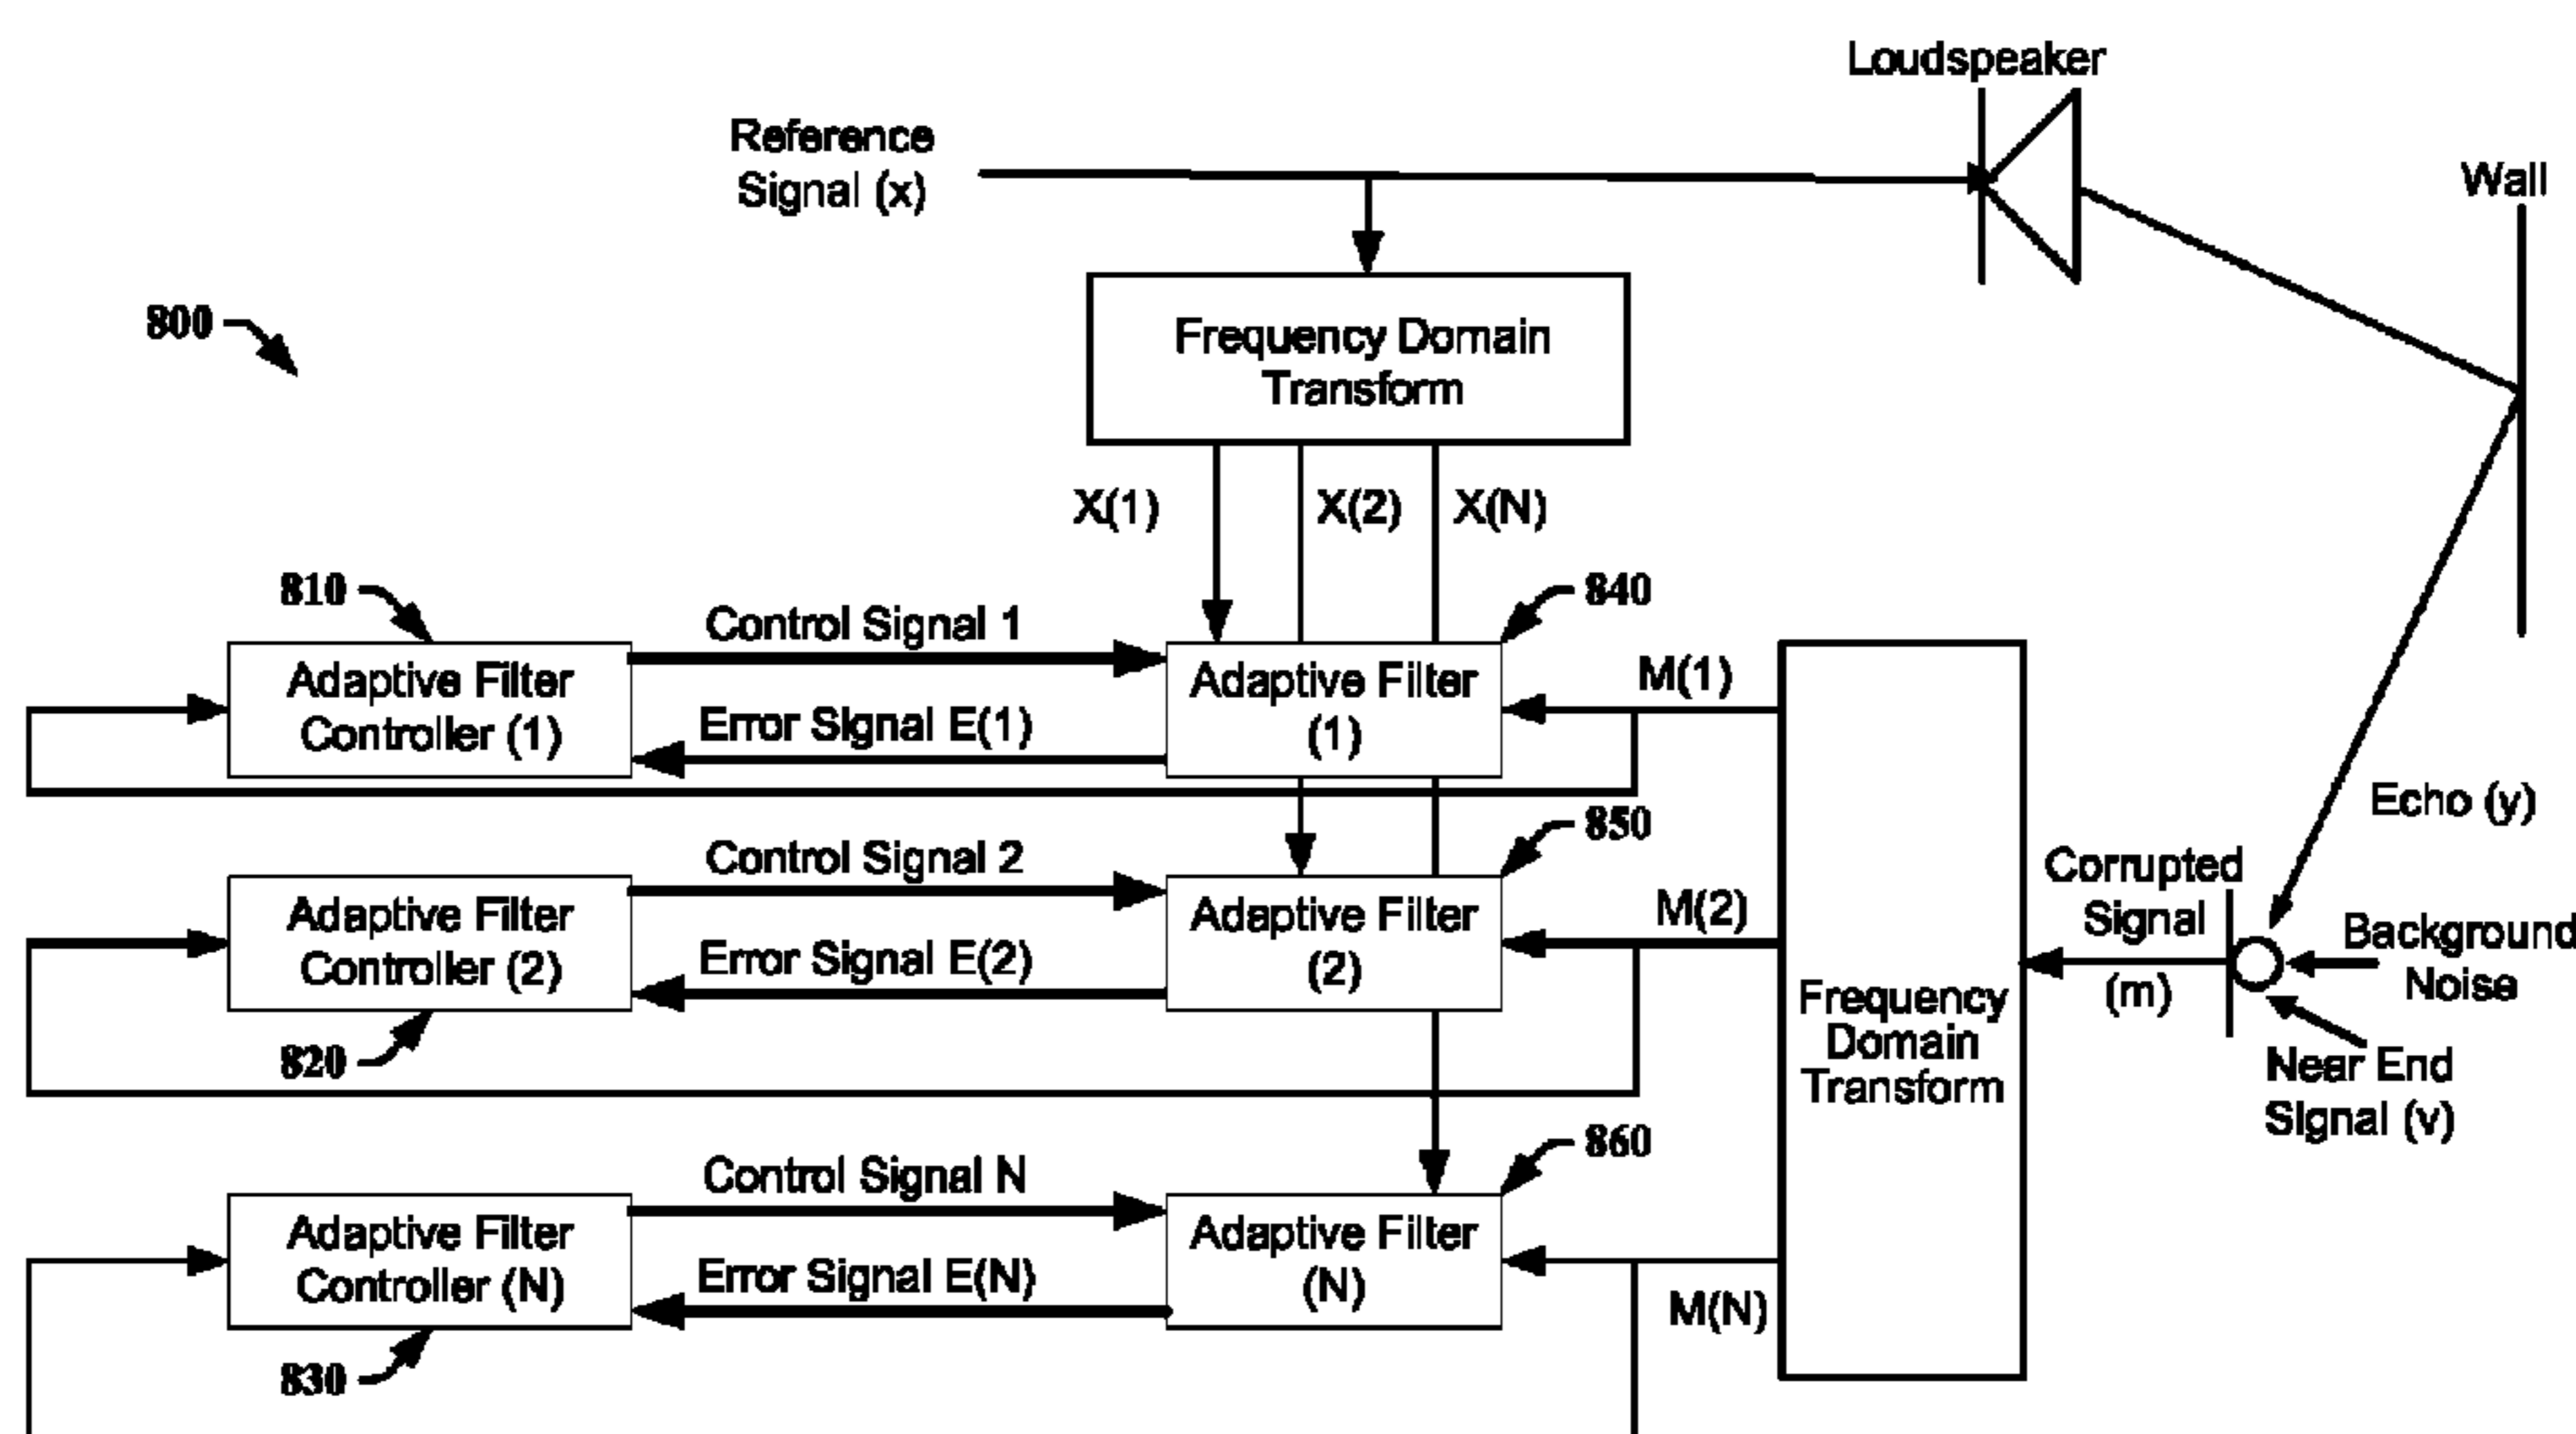 Loudspeaker
Reference
Signal (x)
Wall
800
Frequency Domain
Transform
X(1)
X(2)
X(N)
810
Control Signal 1
840
Adaptive Filter
Controller (1)
Error Signal E(1)
Adaptive Filter
(1)
M(1)
Echo (y)
820
Control Signal 2
850
Adaptive Filter
Controller (2)
Error Signal E(2)
Adaptive Filter
(2)
M(2)
Frequency
Domain
Transform
Corrupted
Signal
(m)
Background
Noise
Near End
Signal (v)
Control Signal N
860
Adaptive Filter
Controller (N)
Error Signal E(N)
Adaptive Filter
(N)
M(N)
830